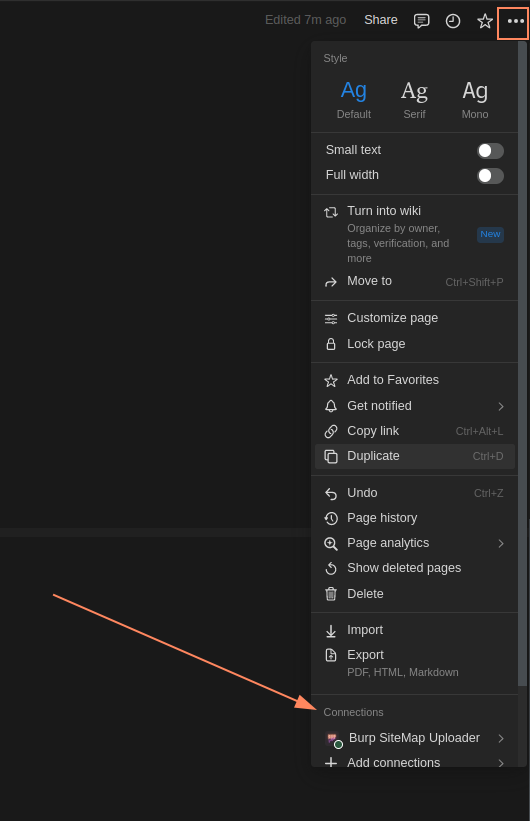 Edited 7m ago Share
Style
Ag Ag Ag
Default Serif Mono
Small text
Full width
Turn into wiki
Organize by owner,
tags, verification, and
more
New
Move to Ctrl+Shift+P
Customize page
Lock page
Add to Favorites
Get notified
Copy link Ctrl+Alt+L
Duplicate Ctrl+D
Undo Ctrl+Z
Page history
Page analytics
Show deleted pages
Delete
Import
Export
PDF, HTML, Markdown
Connections
Burp SiteMap Uploader
Add connections